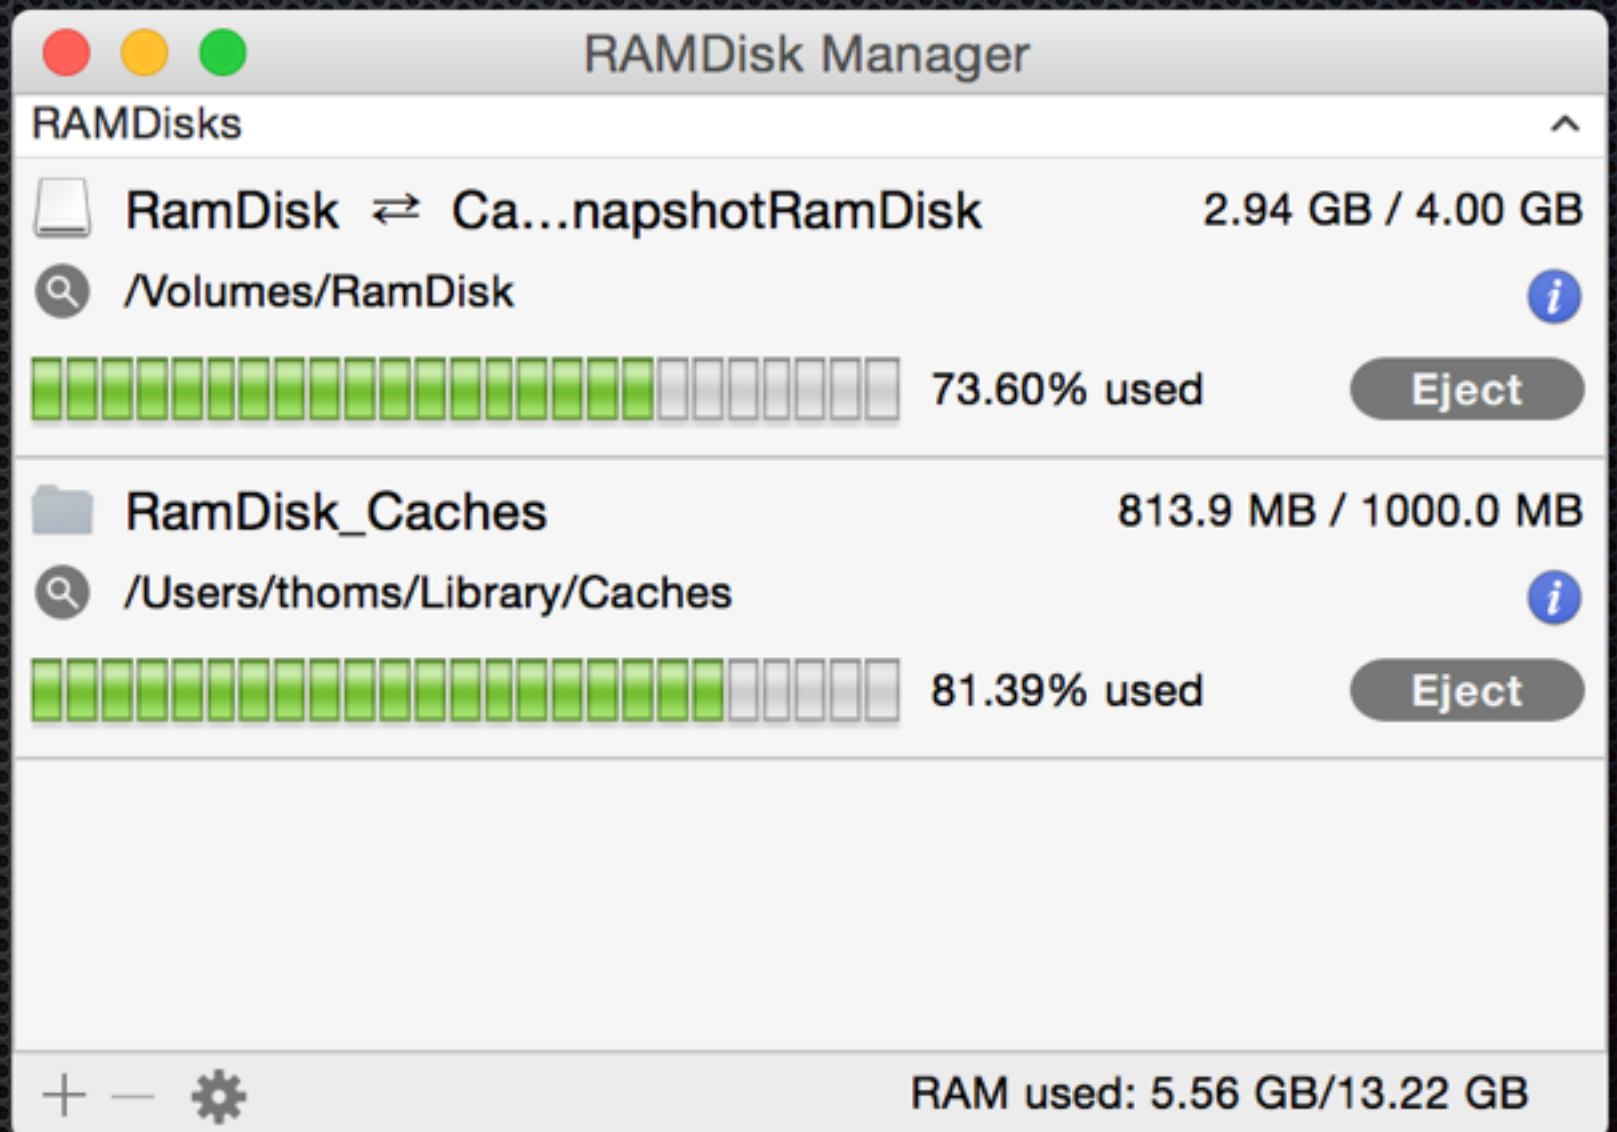 RAMDisk Manager
RAMDisks
RamDisk ⇄ Ca...napshotRamDisk 2.94 GB / 4.00 GB
/Volumes/RamDisk i
73.60% used Eject
RamDisk_Caches 813.9 MB / 1000.0 MB
/Users/thoms/Library/Caches i
81.39% used Eject
RAM used: 5.56 GB/13.22 GB